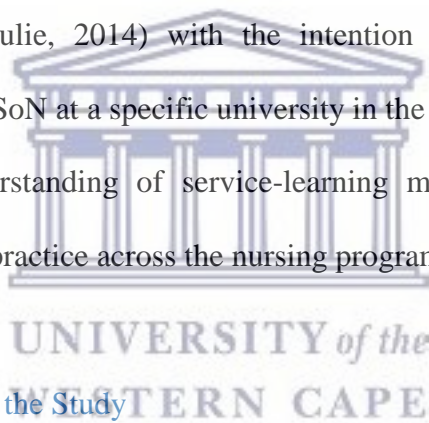 ulie, 2014) with the intention
SoN at a specific university in the
erstanding of service-learning m
practice across the nursing program
UNIVERSITY of the
WESTERN CAPE
the Study